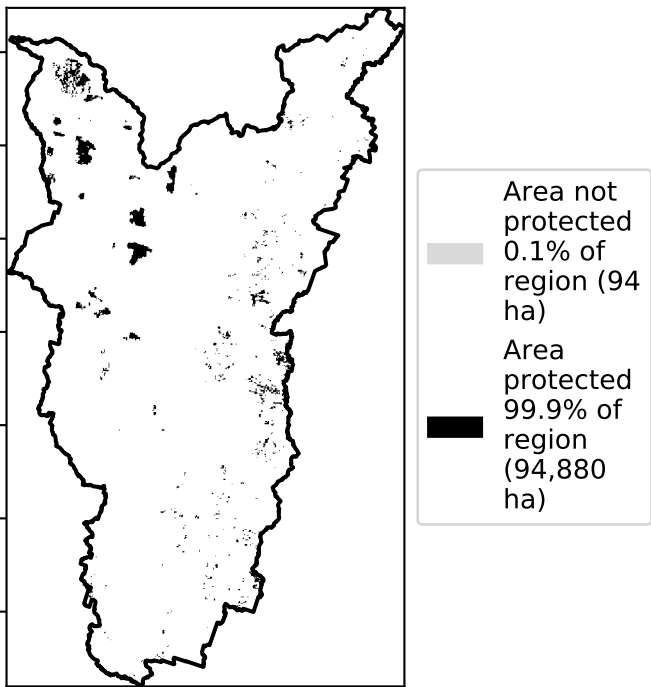 Area not
protected
0.1% of
region (94
ha)
Area
protected
99.9% of
region
(94,880
ha)